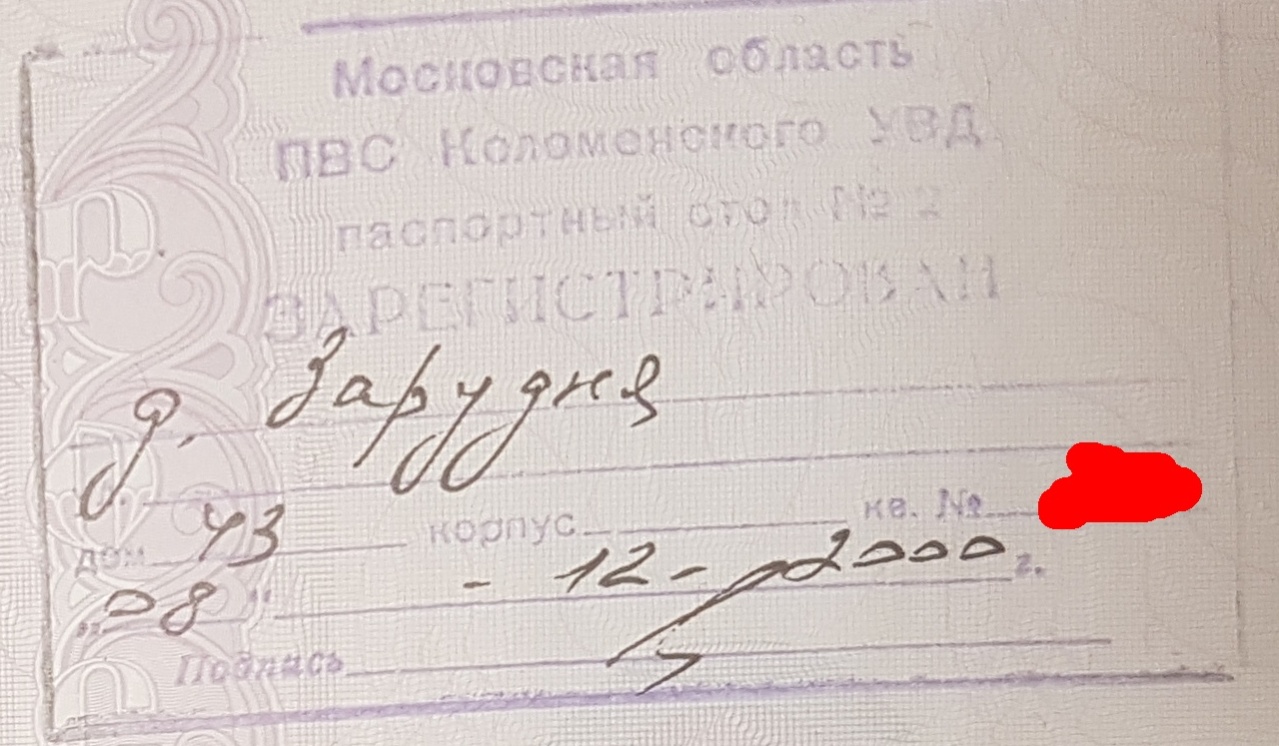 Московская область
ПВС Коломенского УВД
паспортный стол № 2
ЗАРЕГИСТРИРОВАН
д. Зарудня
дом 43 корпус кв. №
"08" - 12 - 2000 г.
Подпись